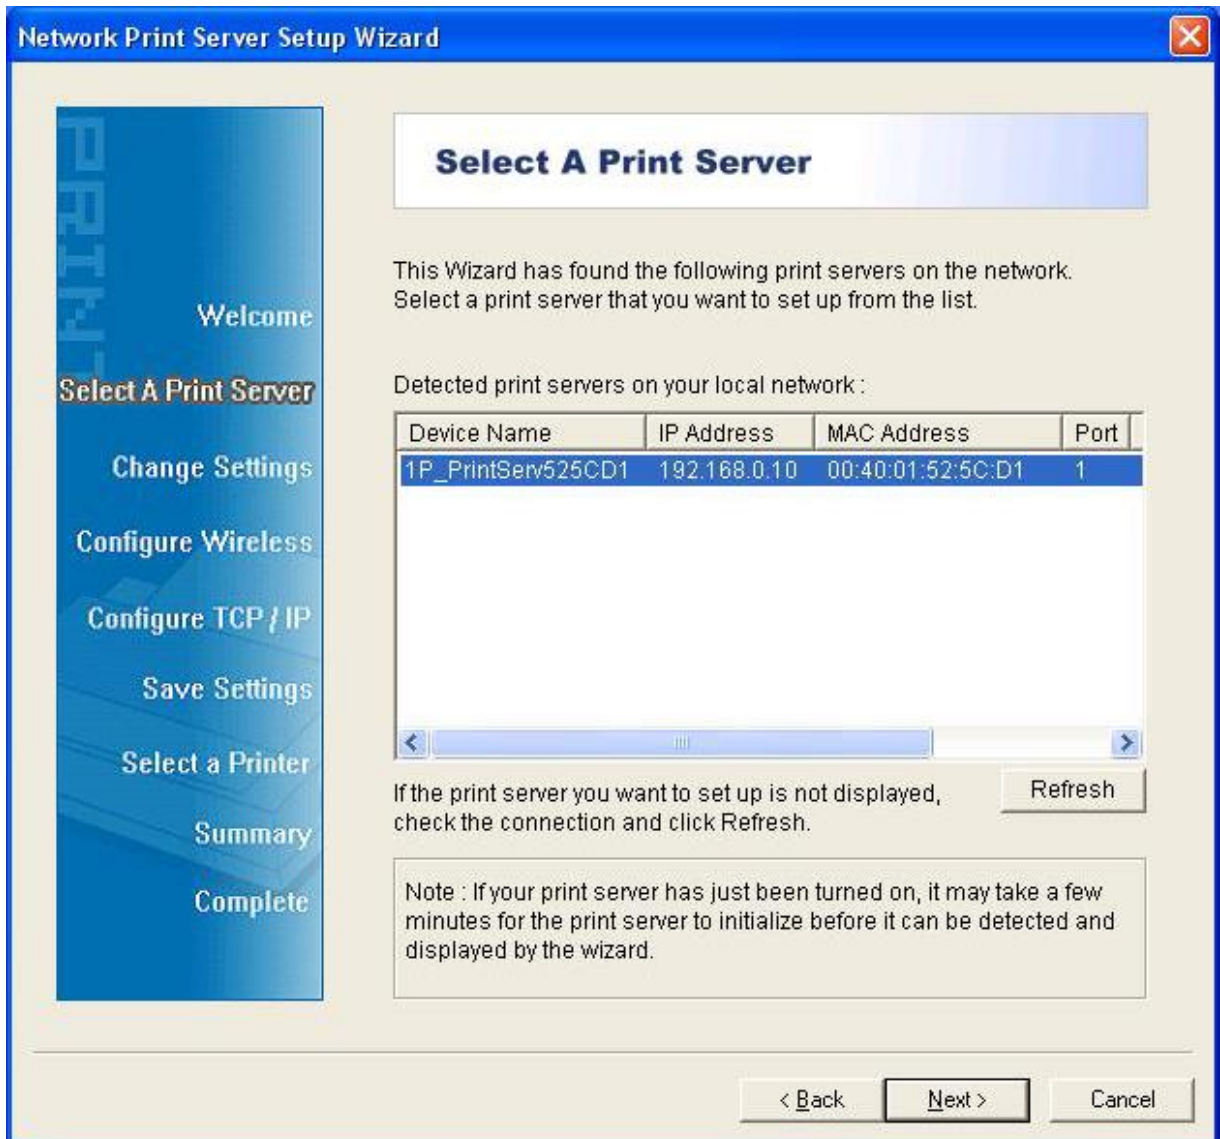 Network Print Server Setup Wizard
PRINT
Welcome
Select A Print Server
Change Settings
Configure Wireless
Configure TCP / IP
Save Settings
Select a Printer
Summary
Complete
Select A Print Server
This Wizard has found the following print servers on the network.
Select a print server that you want to set up from the list.
Detected print servers on your local network :
Device Name IP Address MAC Address Port
1P_PrintServ525CD1 192.168.0.10 00:40:01:52:5C:D1 1
If the print server you want to set up is not displayed,
check the connection and click Refresh.
Refresh
Note : If your print server has just been turned on, it may take a few
minutes for the print server to initialize before it can be detected and
displayed by the wizard.
< Back Next > Cancel